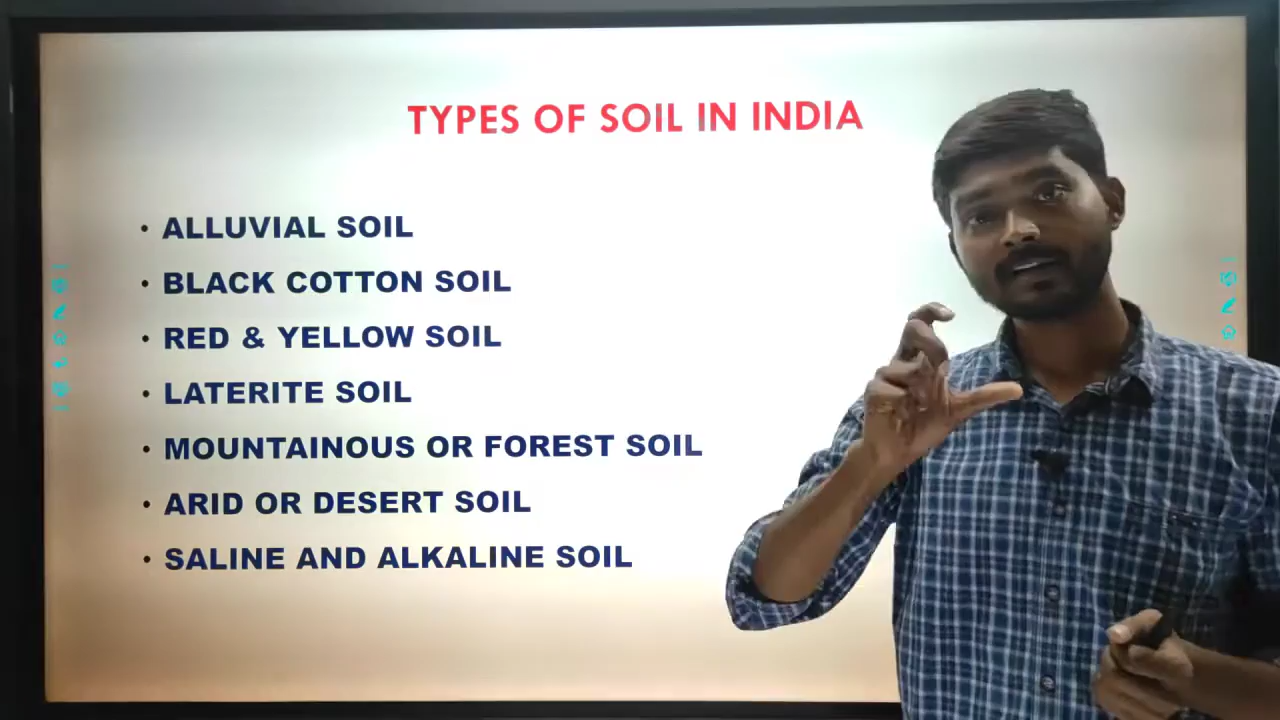 TYPES OF SOIL IN INDIA
• ALLUVIAL SOIL
• BLACK COTTON SOIL
• RED & YELLOW SOIL
• LATERITE SOIL
• MOUNTAINOUS OR FOREST SOIL
• ARID OR DESERT SOIL
• SALINE AND ALKALINE SOIL